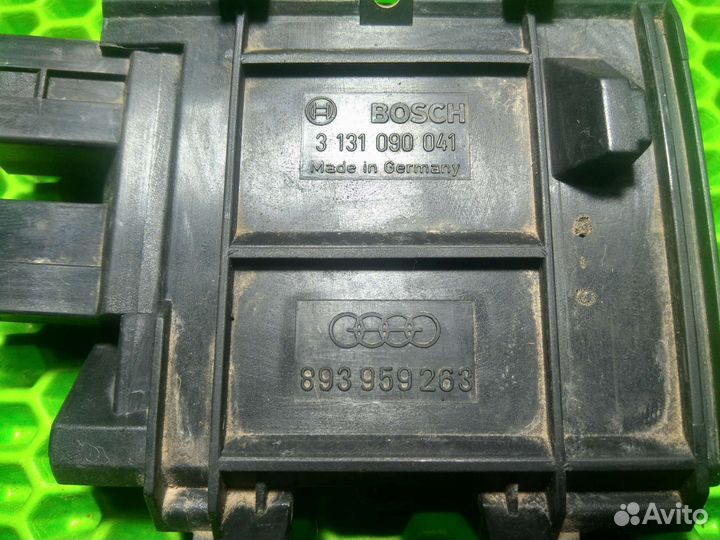 BOSCH
3 131 090 041
Made in Germany
893 959 263
Avito